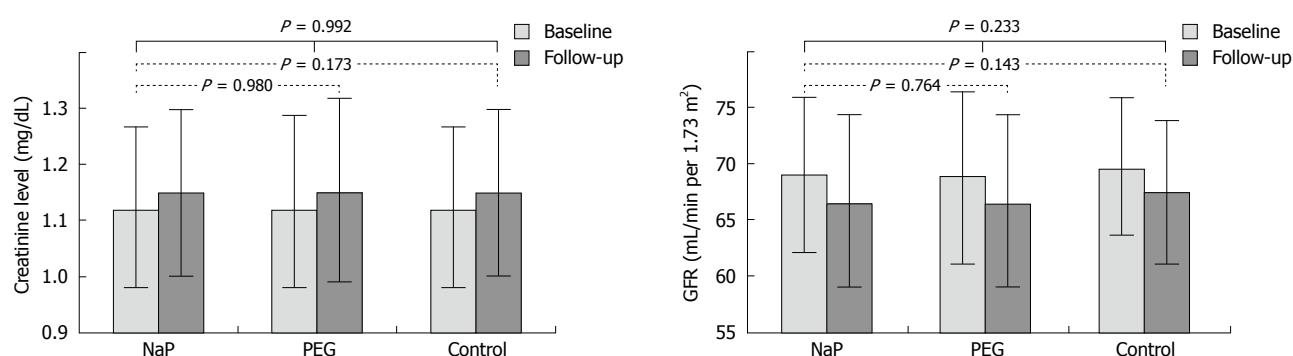 P = 0.992
Baseline
Follow-up
P = 0.173
P = 0.980
Creatinine level (mg/dL)
1.3
1.2
1.1
1.0
0.9
NaP
PEG
Control
P = 0.233
Baseline
Follow-up
P = 0.143
P = 0.764
GFR (mL/min per 1.73 m²)
75
70
65
60
55
NaP
PEG
Control